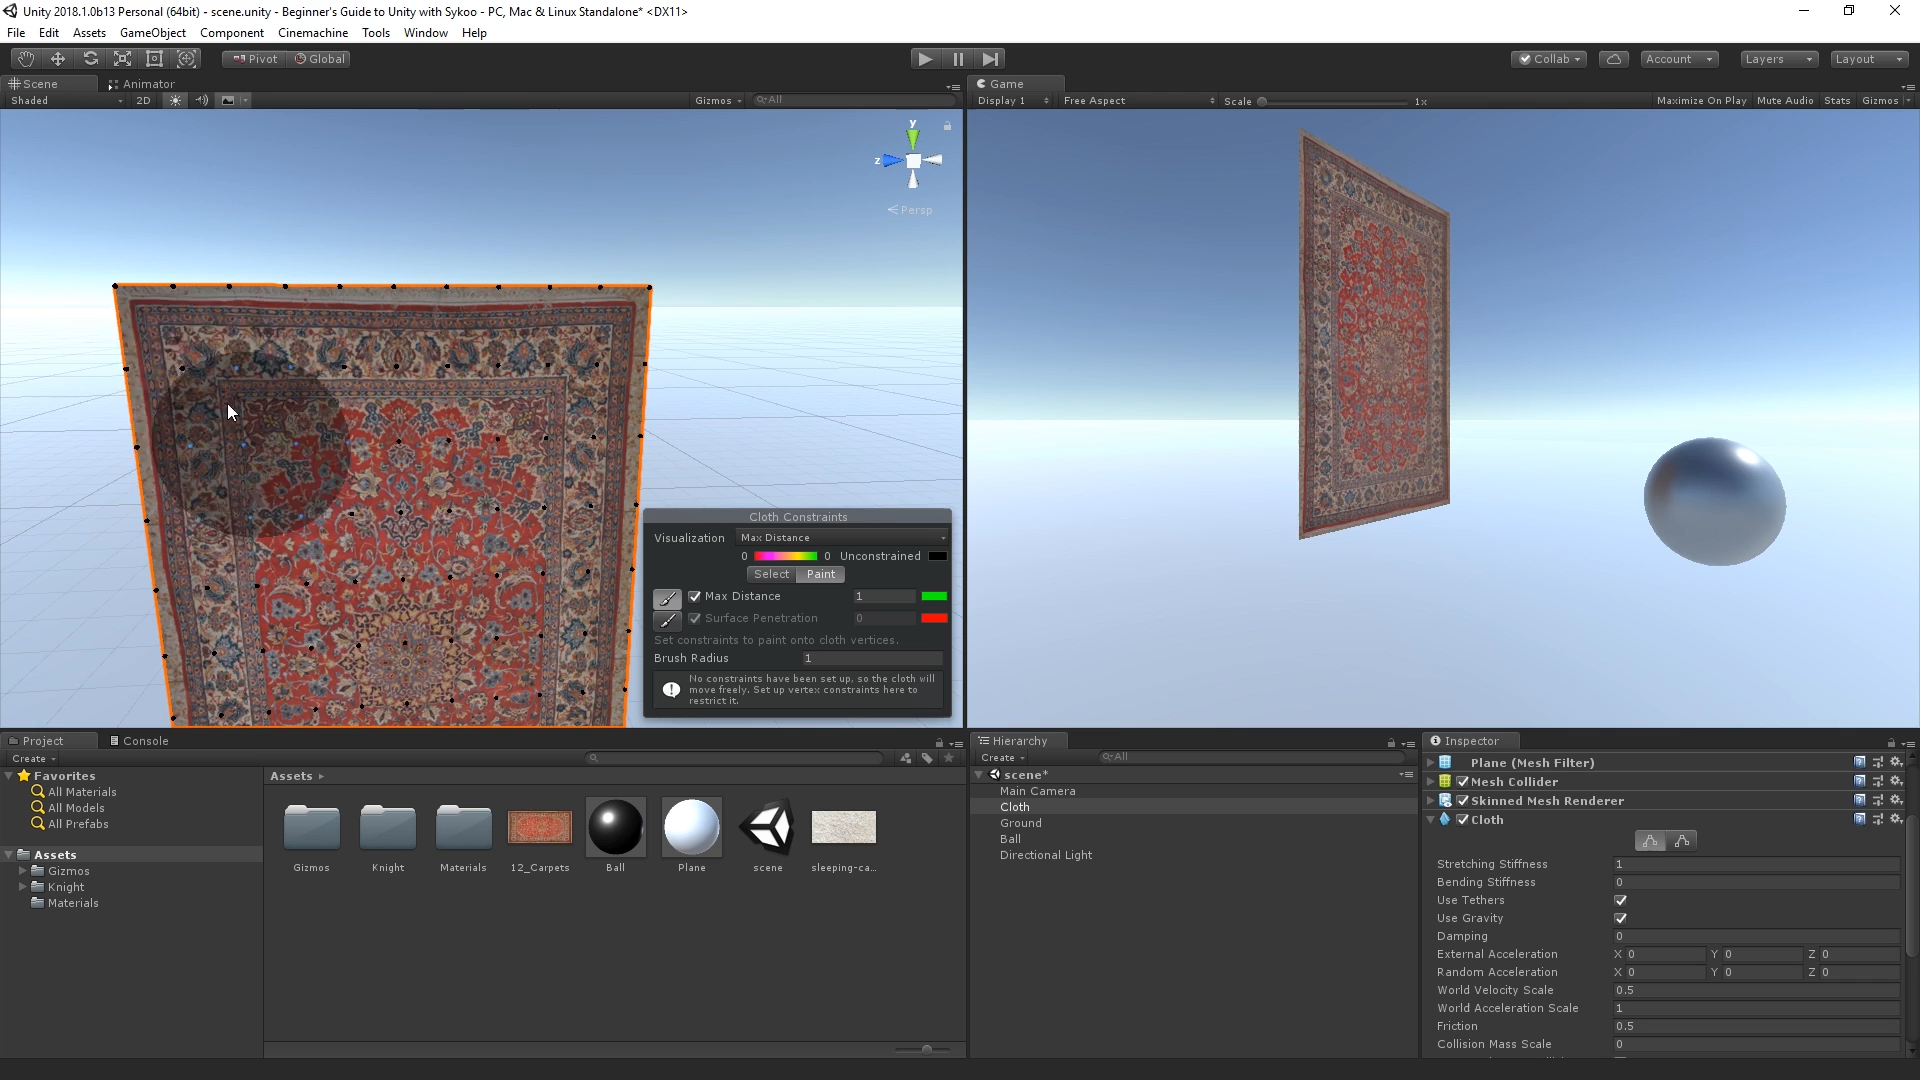 Unity 2018.1.0b13 Personal (64bit) - scene.unity - Beginner's Guide to Unity with Sykoo - PC, Mac & Linux Standalone* <DX11>
File Edit Assets GameObject Component Cinemachine Tools Window Help
Pivot Global Collab Account Layers Layout
Scene Animator
Shaded 2D Gizmos All
y
z
Persp
Cloth Constraints
Visualization Max Distance
0 0 Unconstrained
Select Paint
Max Distance 1
Surface Penetration 0
Set constraints to paint onto cloth vertices.
Brush Radius 1
No constraints have been set up, so the cloth will
move freely. Set up vertex constraints here to
restrict it.
Game
Display 1 Free Aspect Scale 1x Maximize On Play Mute Audio Stats Gizmos
Project Console
Create
Favorites
All Materials
All Models
All Prefabs
Assets
Gizmos
Knight
Materials
Assets
Gizmos Knight Materials 12_Carpets Ball Plane scene sleeping-ca...
Hierarchy
Create All
scene*
Main Camera
Cloth
Ground
Ball
Directional Light
Inspector
Plane (Mesh Filter)
Mesh Collider
Skinned Mesh Renderer
Cloth
Stretching Stiffness 1
Bending Stiffness 0
Use Tethers
Use Gravity
Damping 0
External Acceleration X 0 Y 0 Z 0
Random Acceleration X 0 Y 0 Z 0
World Velocity Scale 0.5
World Acceleration Scale 1
Friction 0.5
Collision Mass Scale 0